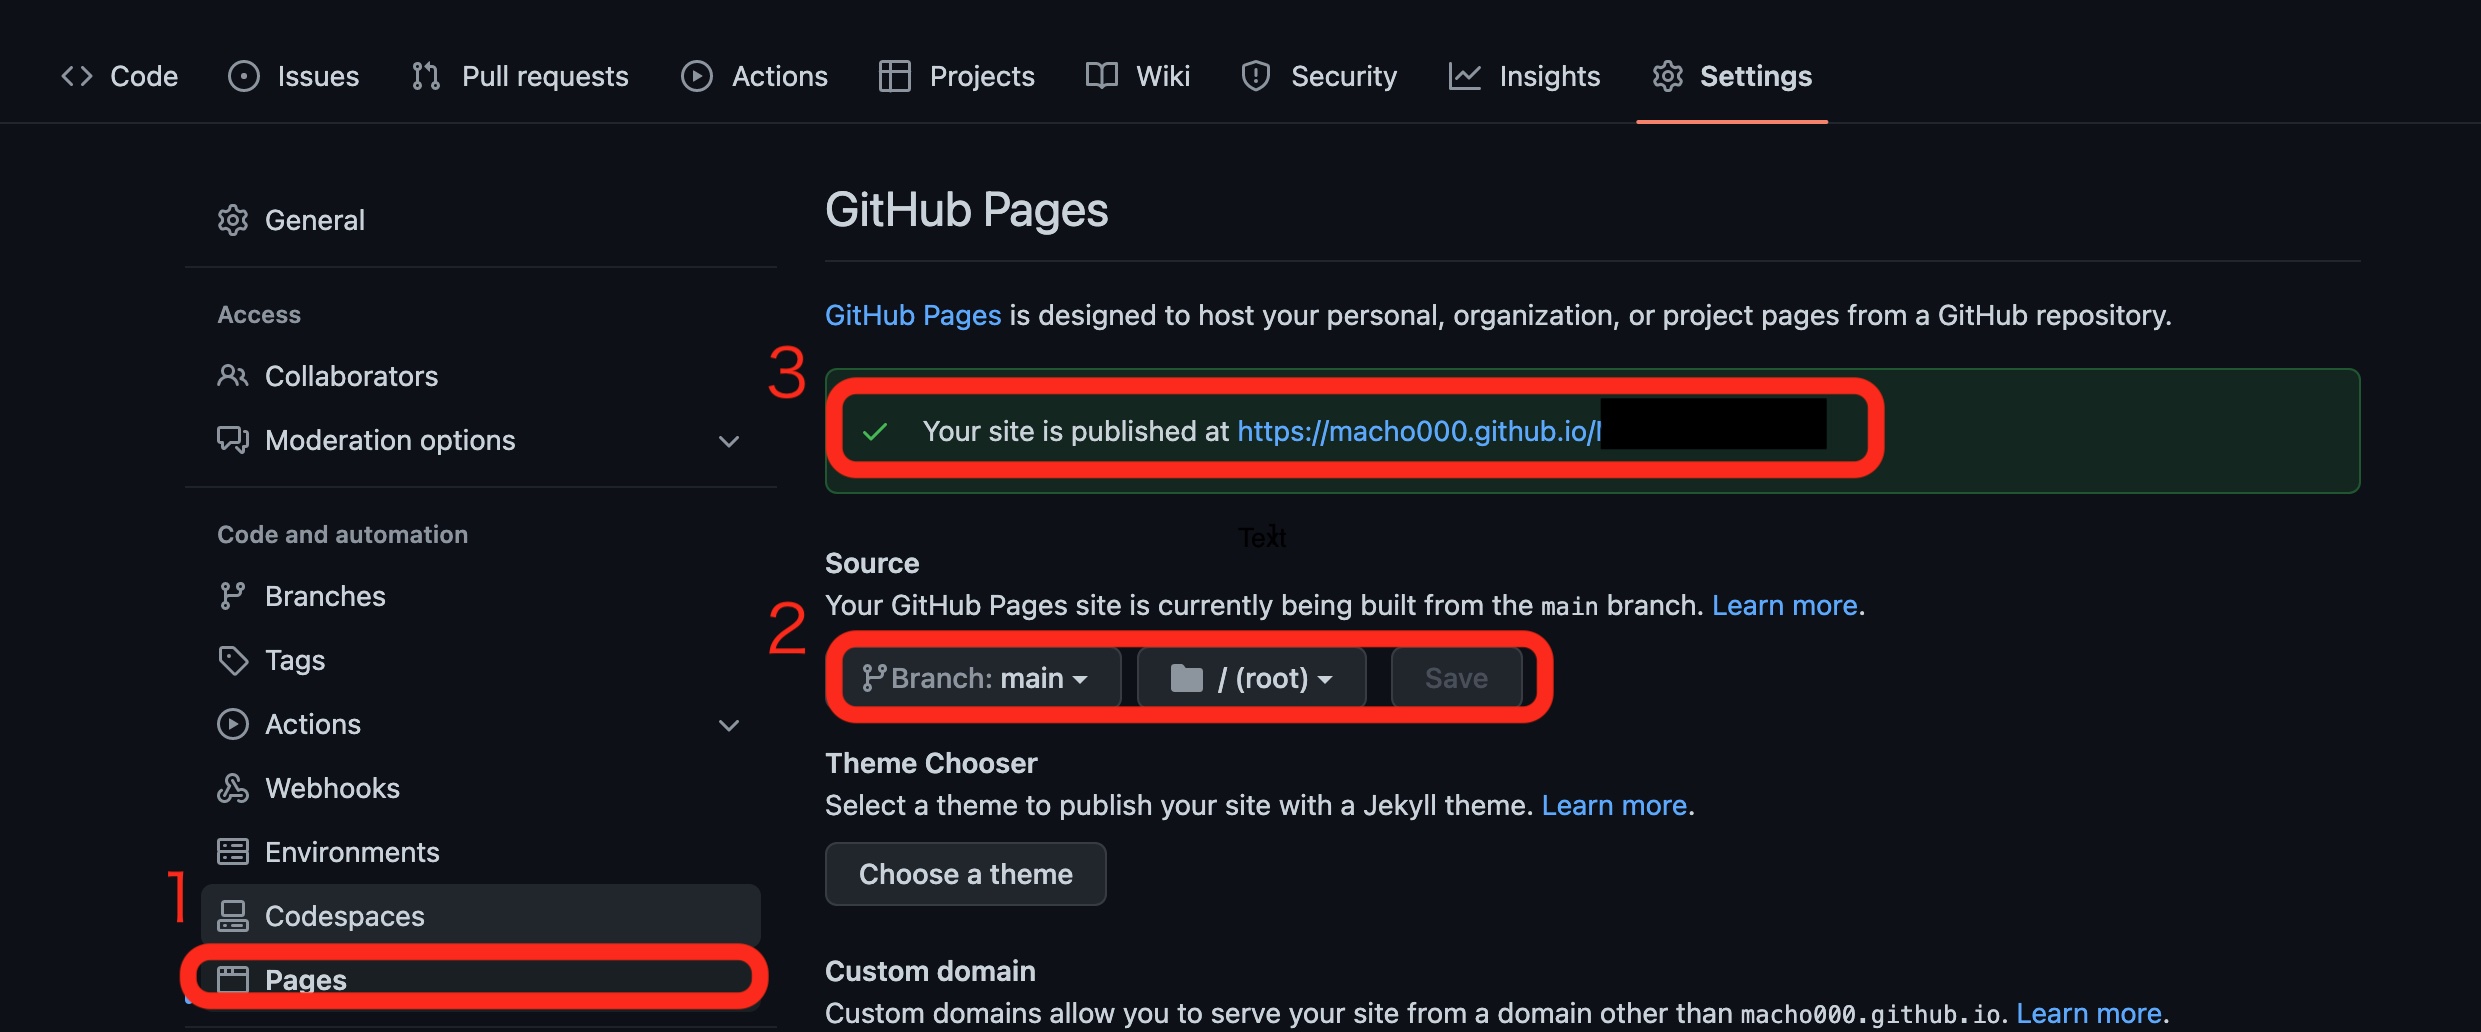 Code Issues Pull requests Actions Projects Wiki Security Insights Settings
General
Access
Collaborators
Moderation options
Code and automation
Branches
Tags
Actions
Webhooks
Environments
1
Codespaces
Pages
GitHub Pages
GitHub Pages is designed to host your personal, organization, or project pages from a GitHub repository.
3
Your site is published at https://macho000.github.io/
Text
Source
Your GitHub Pages site is currently being built from the main branch. Learn more.
2
Branch: main / (root) Save
Theme Chooser
Select a theme to publish your site with a Jekyll theme. Learn more.
Choose a theme
Custom domain
Custom domains allow you to serve your site from a domain other than macho000.github.io. Learn more.